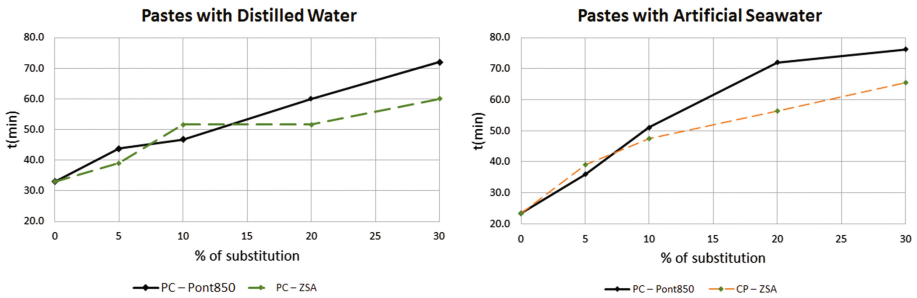 Pastes with Distilled Water
t(min)
80.0
70.0
60.0
50.0
40.0
30.0
20.0
0 5 10 15 20 25 30
% of substitution
PC – Pont850 PC – ZSA
Pastes with Artificial Seawater
t(min)
80.0
70.0
60.0
50.0
40.0
30.0
20.0
0 5 10 15 20 25 30
% of substitution
PC – Pont850 CP – ZSA